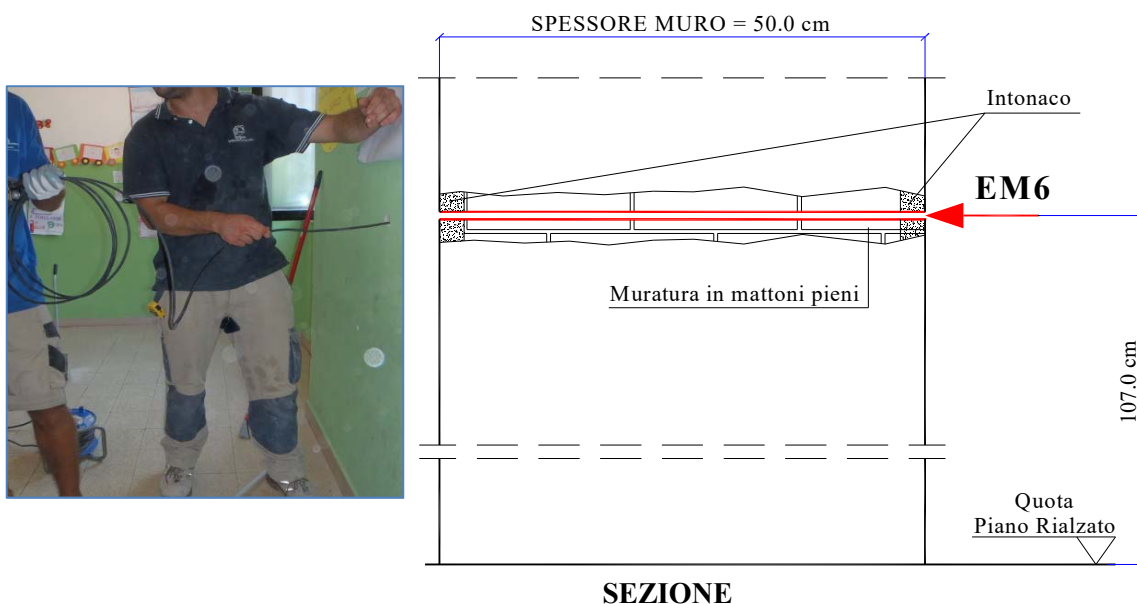 SPESSORE MURO = 50.0 cm
Intonaco
EM6
Muratura in mattoni pieni
107.0 cm
Quota
Piano Rialzato
SEZIONE